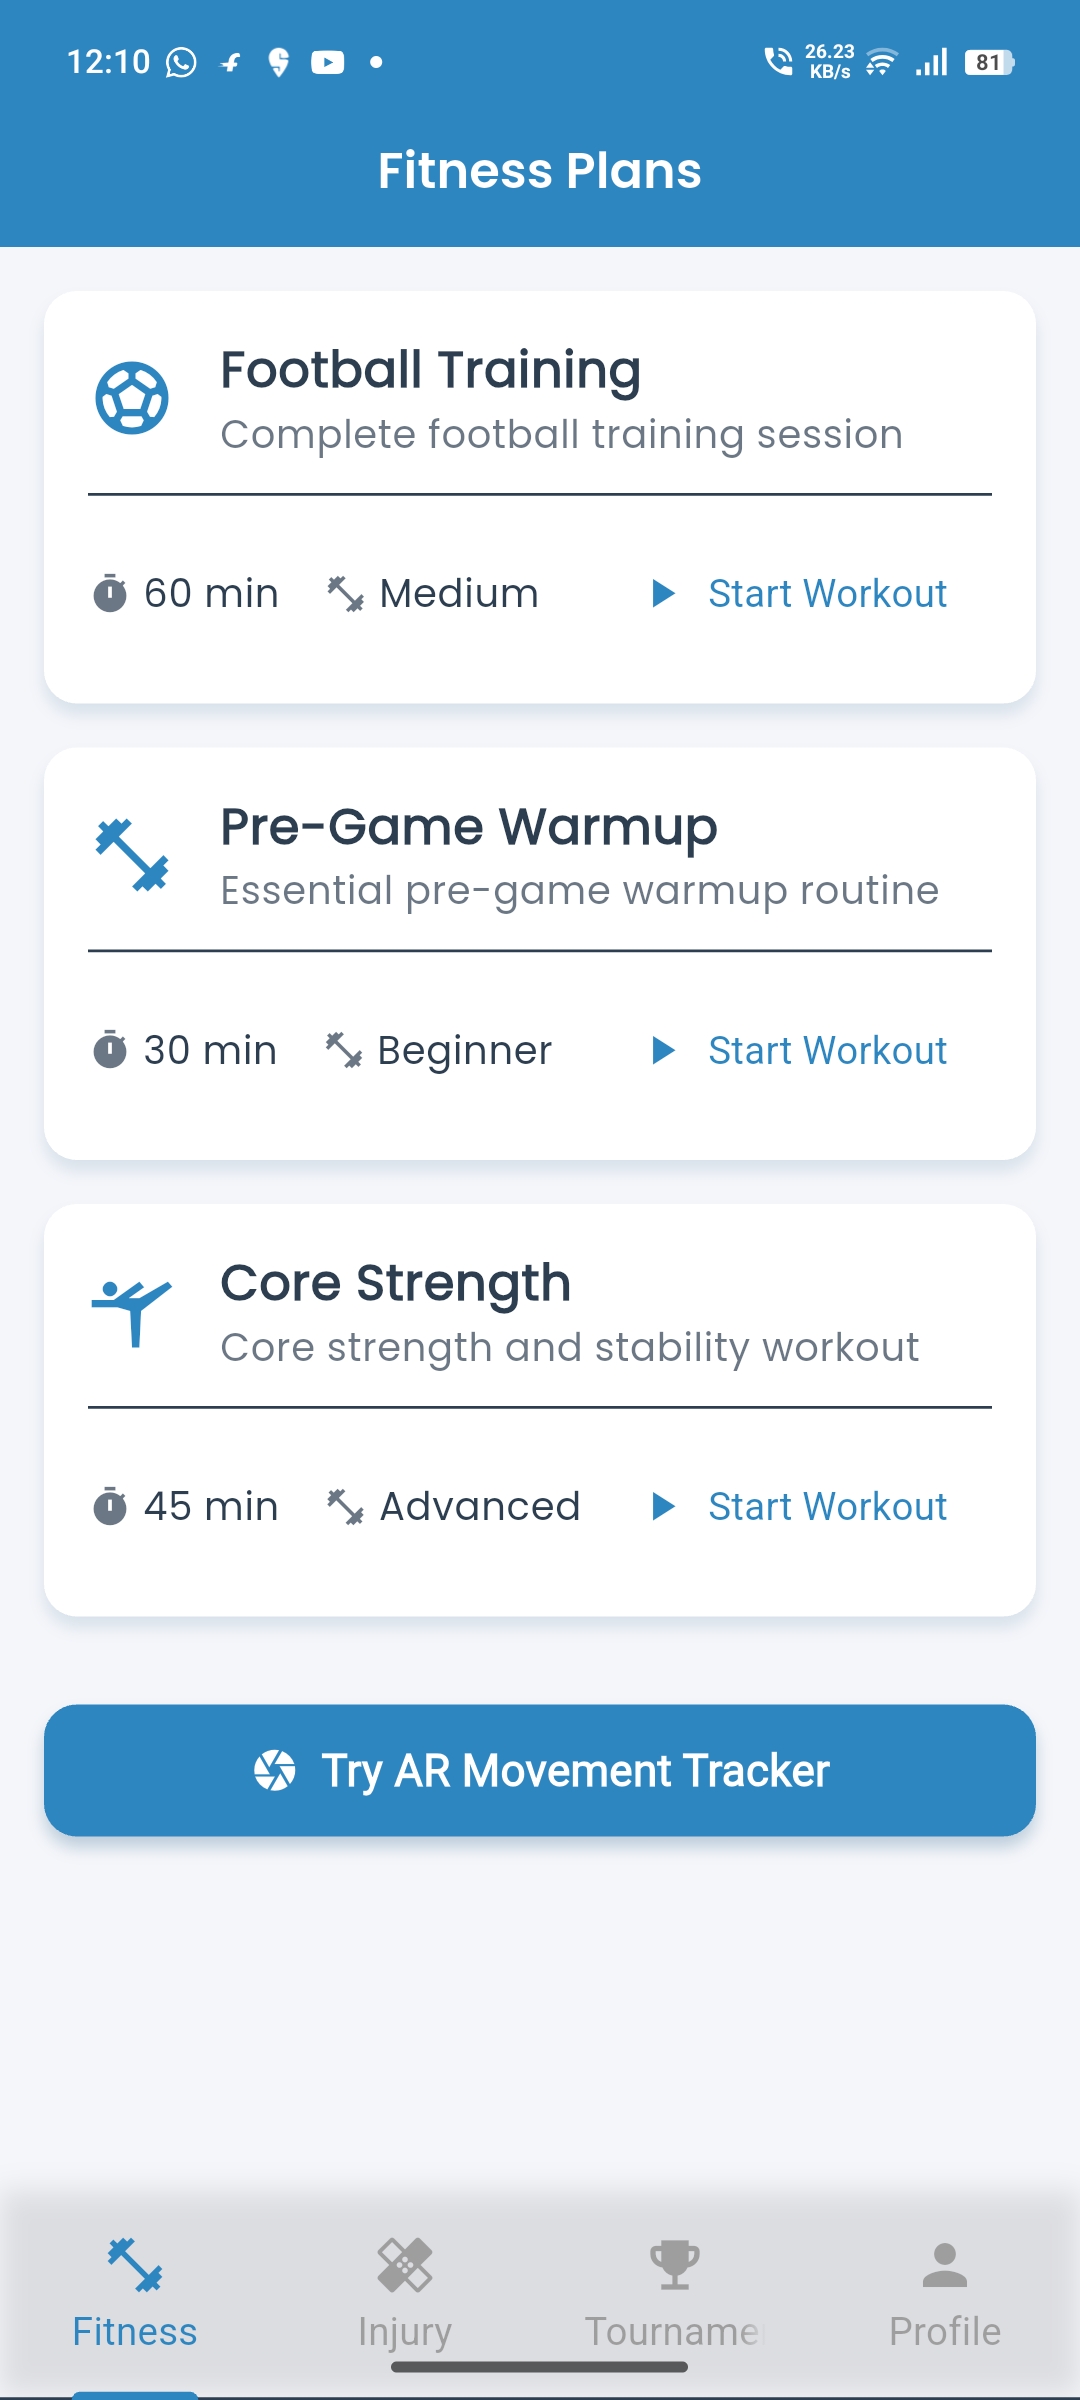 12:10 26.23 KB/s 81
Fitness Plans
Football Training
Complete football training session
60 min Medium Start Workout
Pre-Game Warmup
Essential pre-game warmup routine
30 min Beginner Start Workout
Core Strength
Core strength and stability workout
45 min Advanced Start Workout
Try AR Movement Tracker
Fitness Injury Tourname Profile